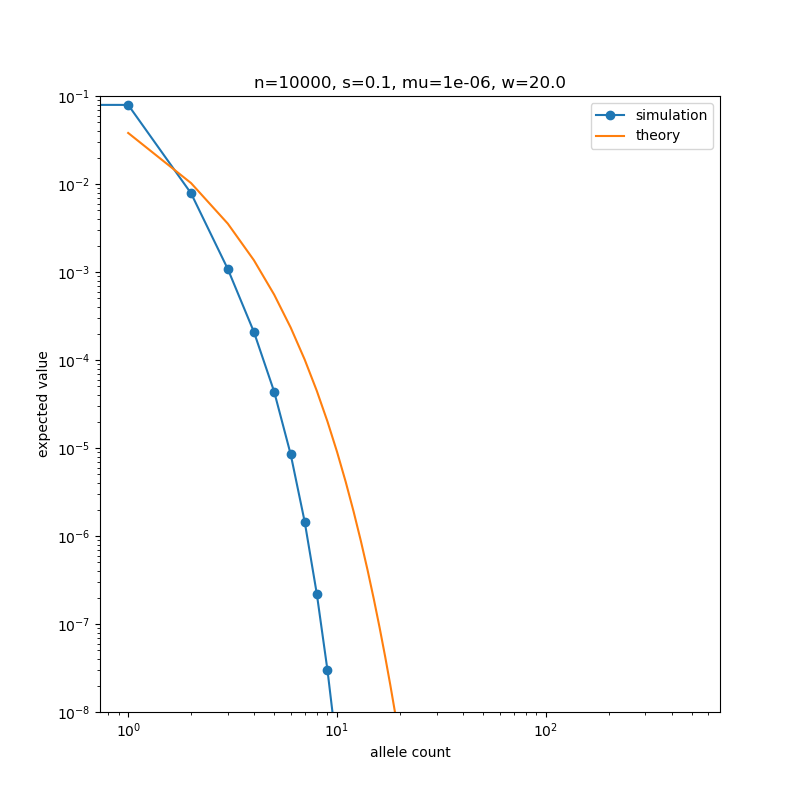 n=10000, s=0.1, mu=1e-06, w=20.0
simulation
theory
10⁻¹
10⁻²
10⁻³
10⁻⁴
10⁻⁵
10⁻⁶
10⁻⁷
10⁻⁸
expected value
10⁰ 10¹ 10²
allele count